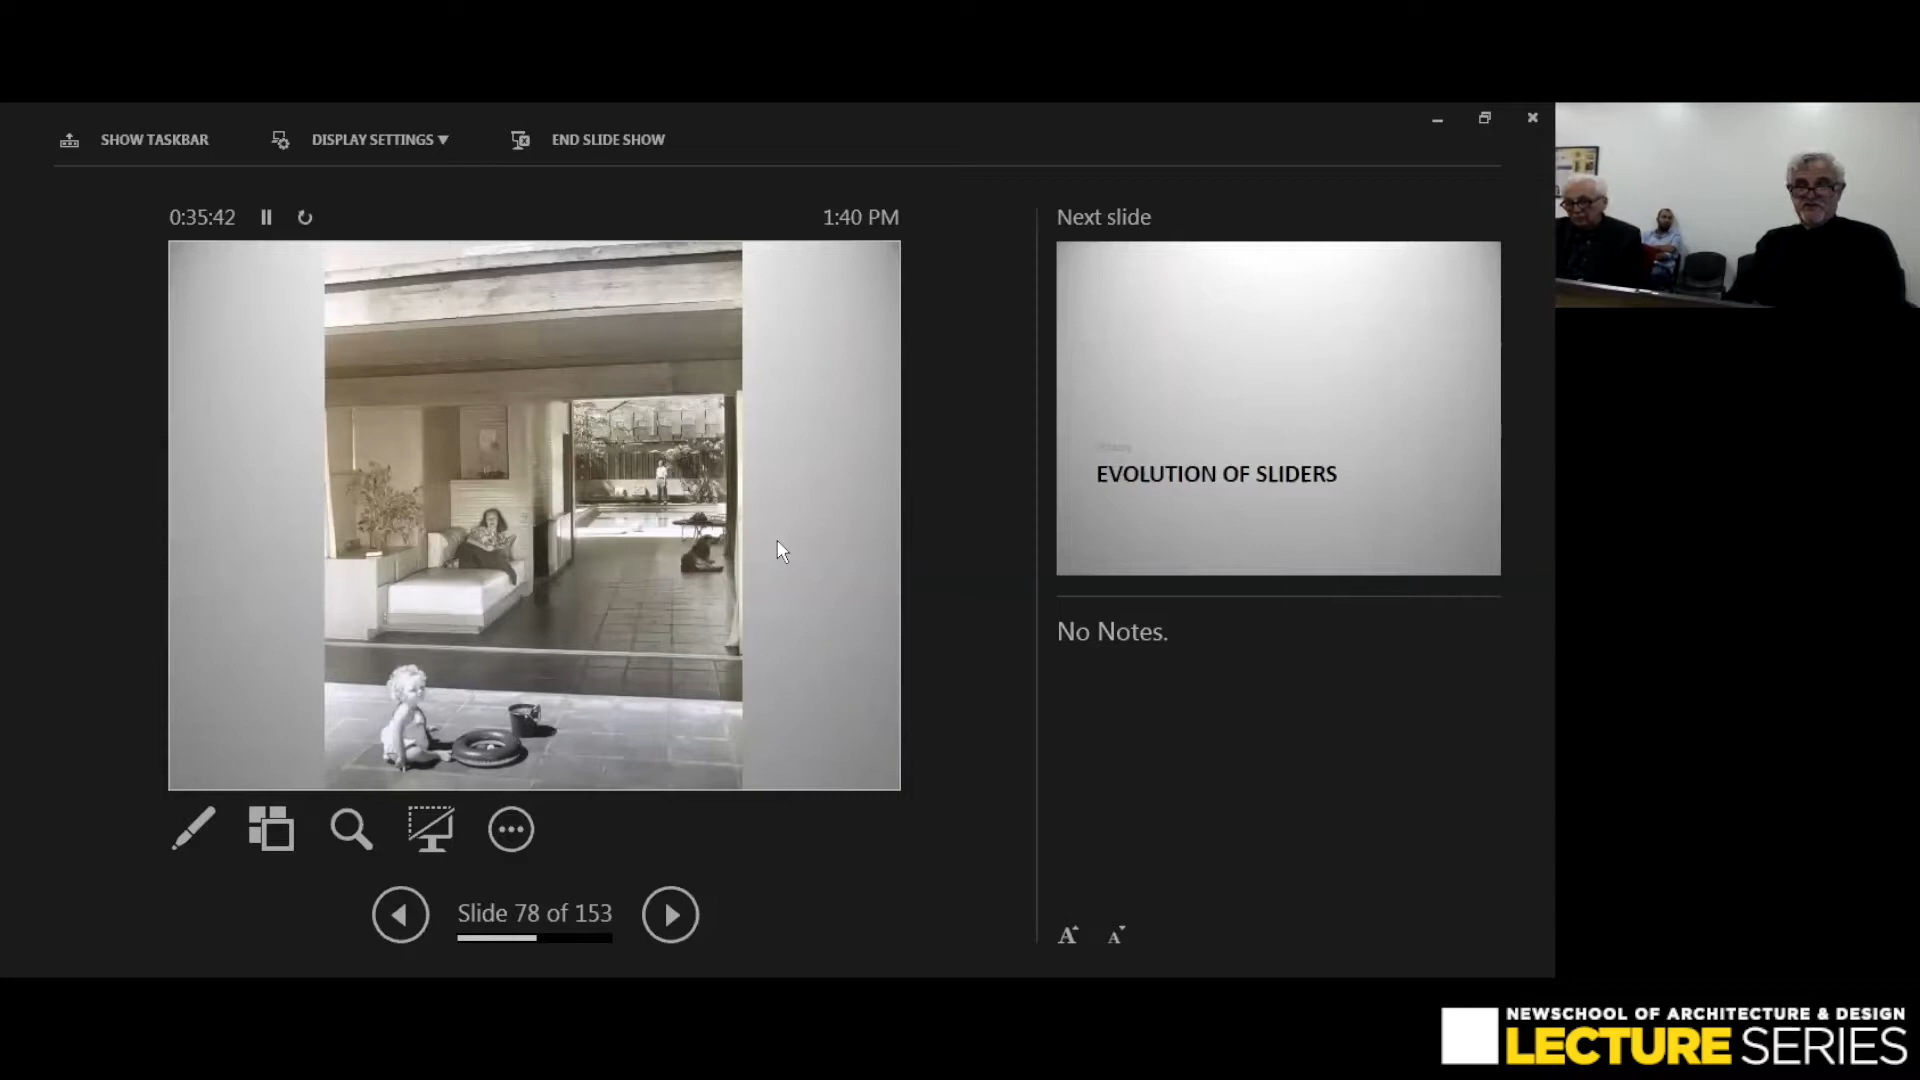 SHOW TASKBAR
DISPLAY SETTINGS ▼
END SLIDE SHOW
0:35:42
1:40 PM
Next slide
EVOLUTION OF SLIDERS
No Notes.
Slide 78 of 153
A
A
NEWSCHOOL OF ARCHITECTURE & DESIGN
LECTURE SERIES